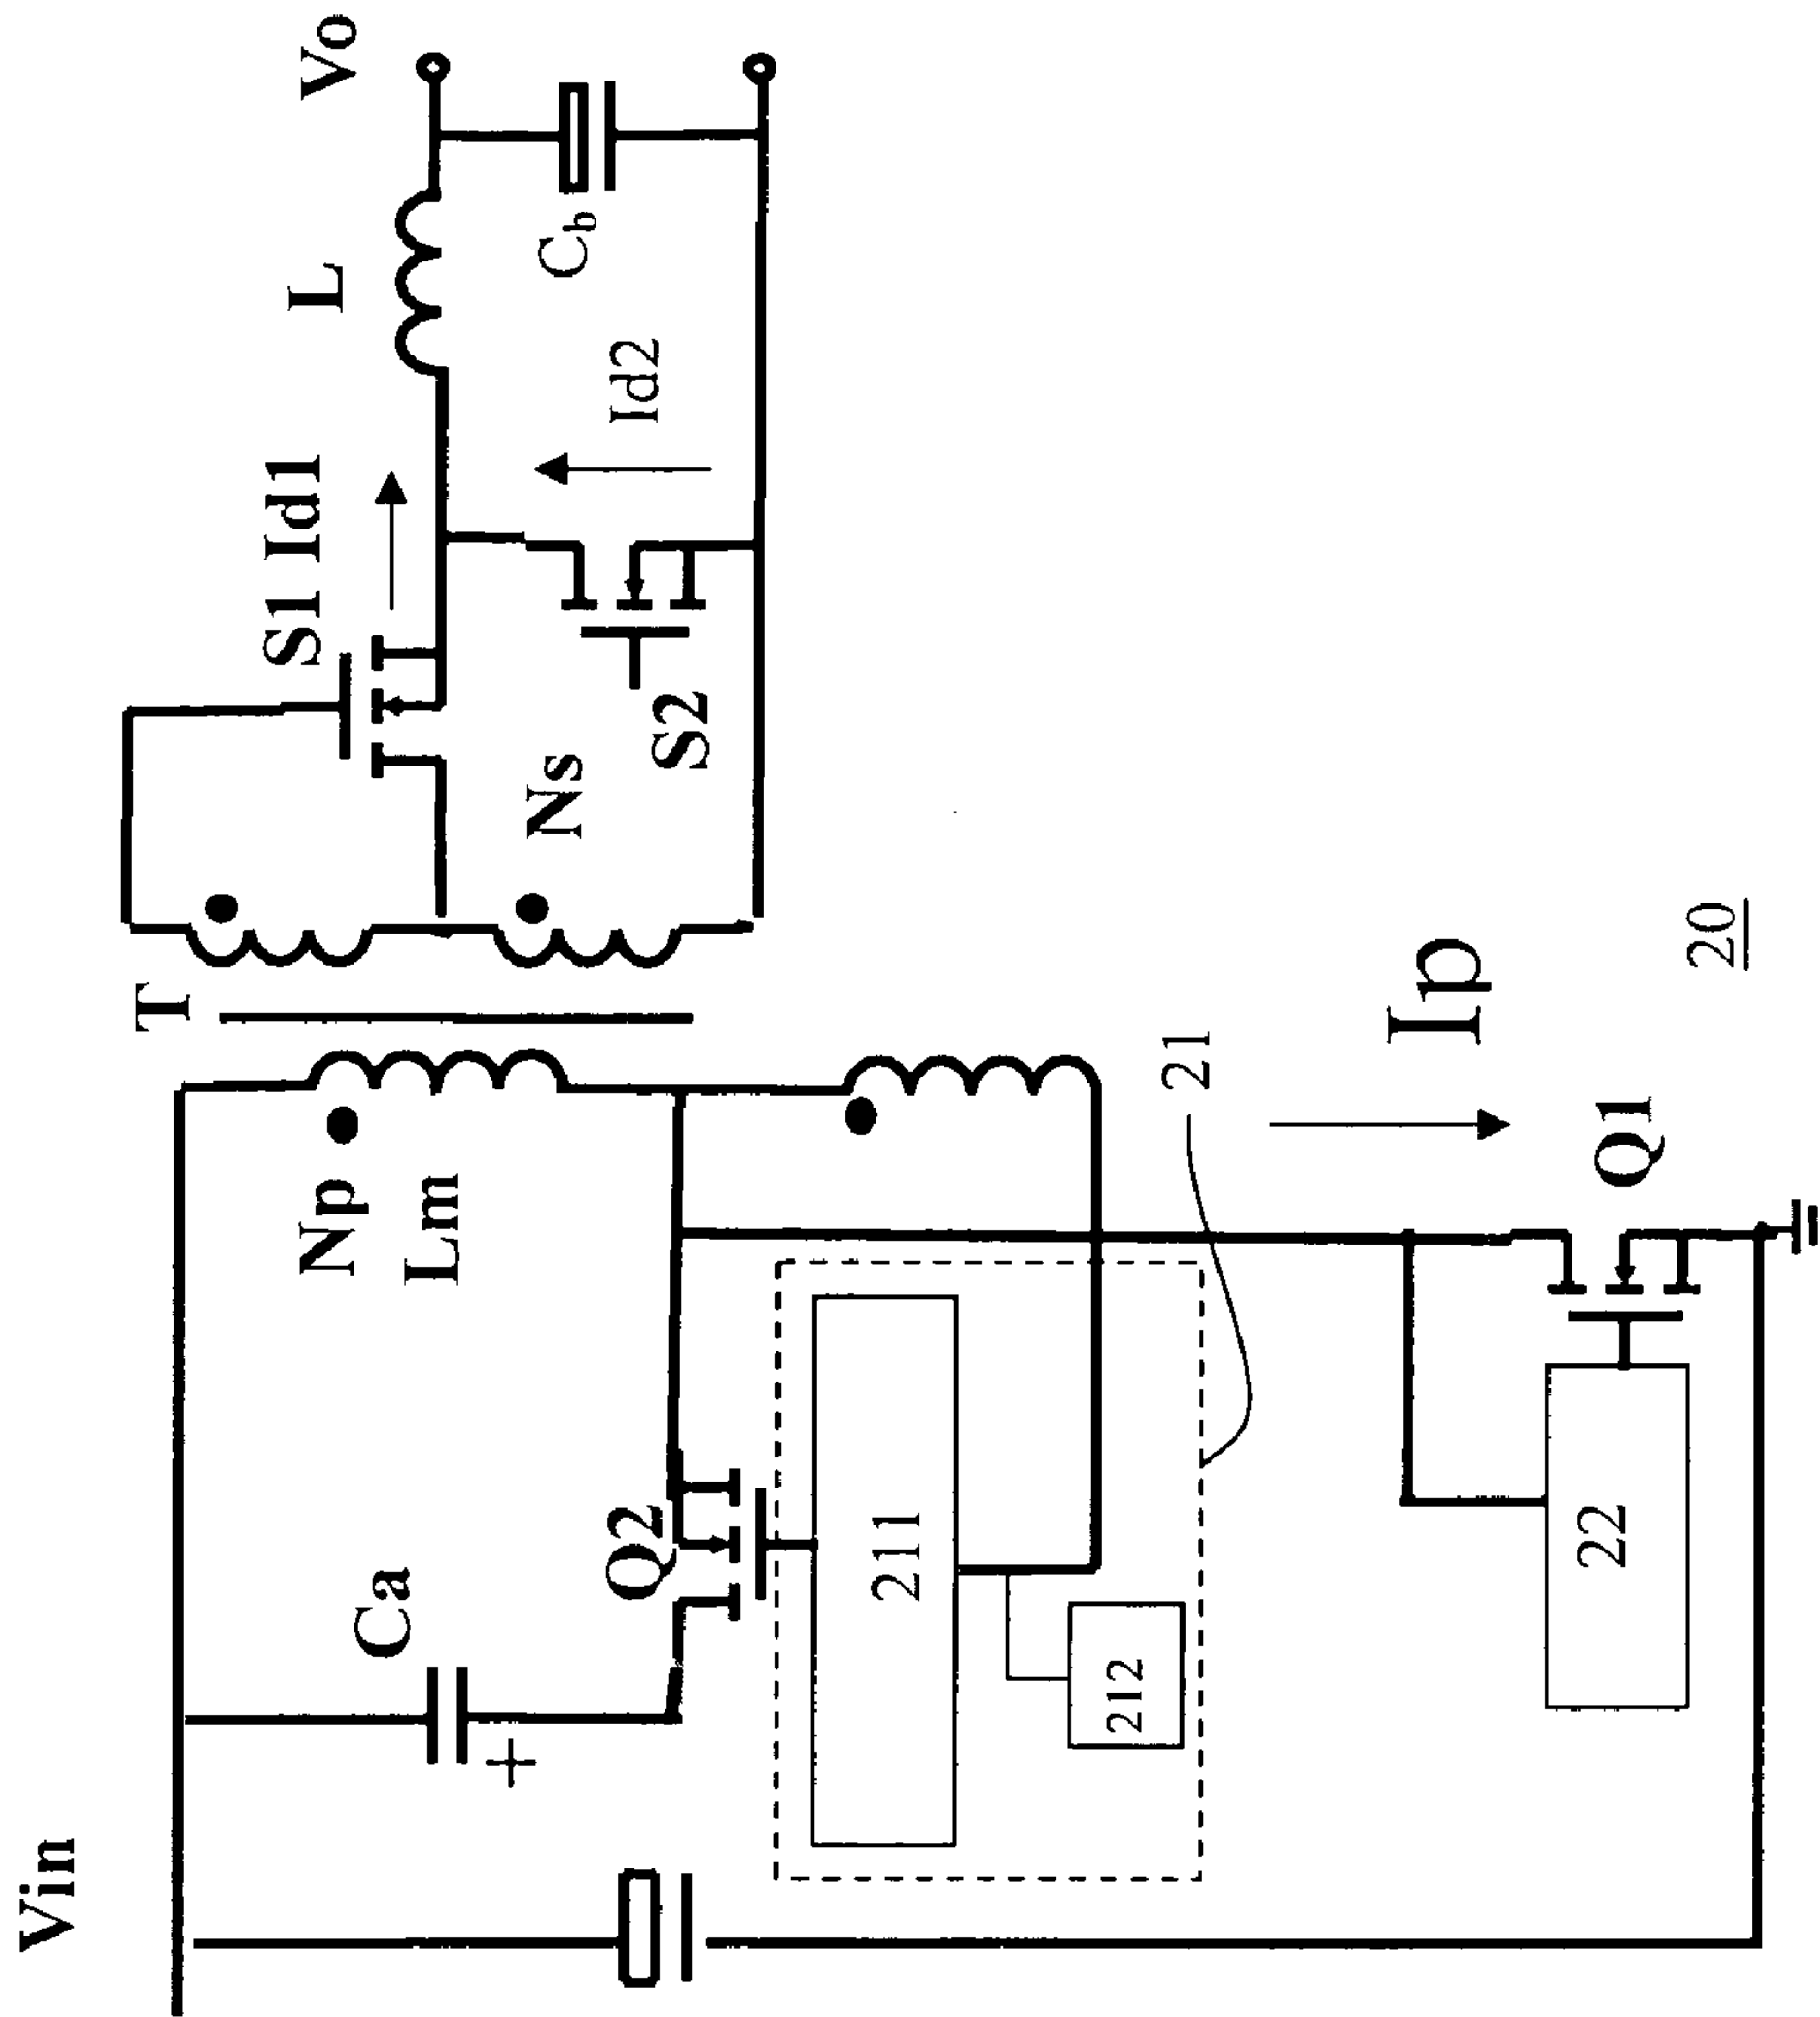 Vin
Ca
+
Np
Lm
T
Ns
S1 Id1
L
Vo
Cb
Id2
S2
Q2
211
212
21
Ip
Q1
22
20